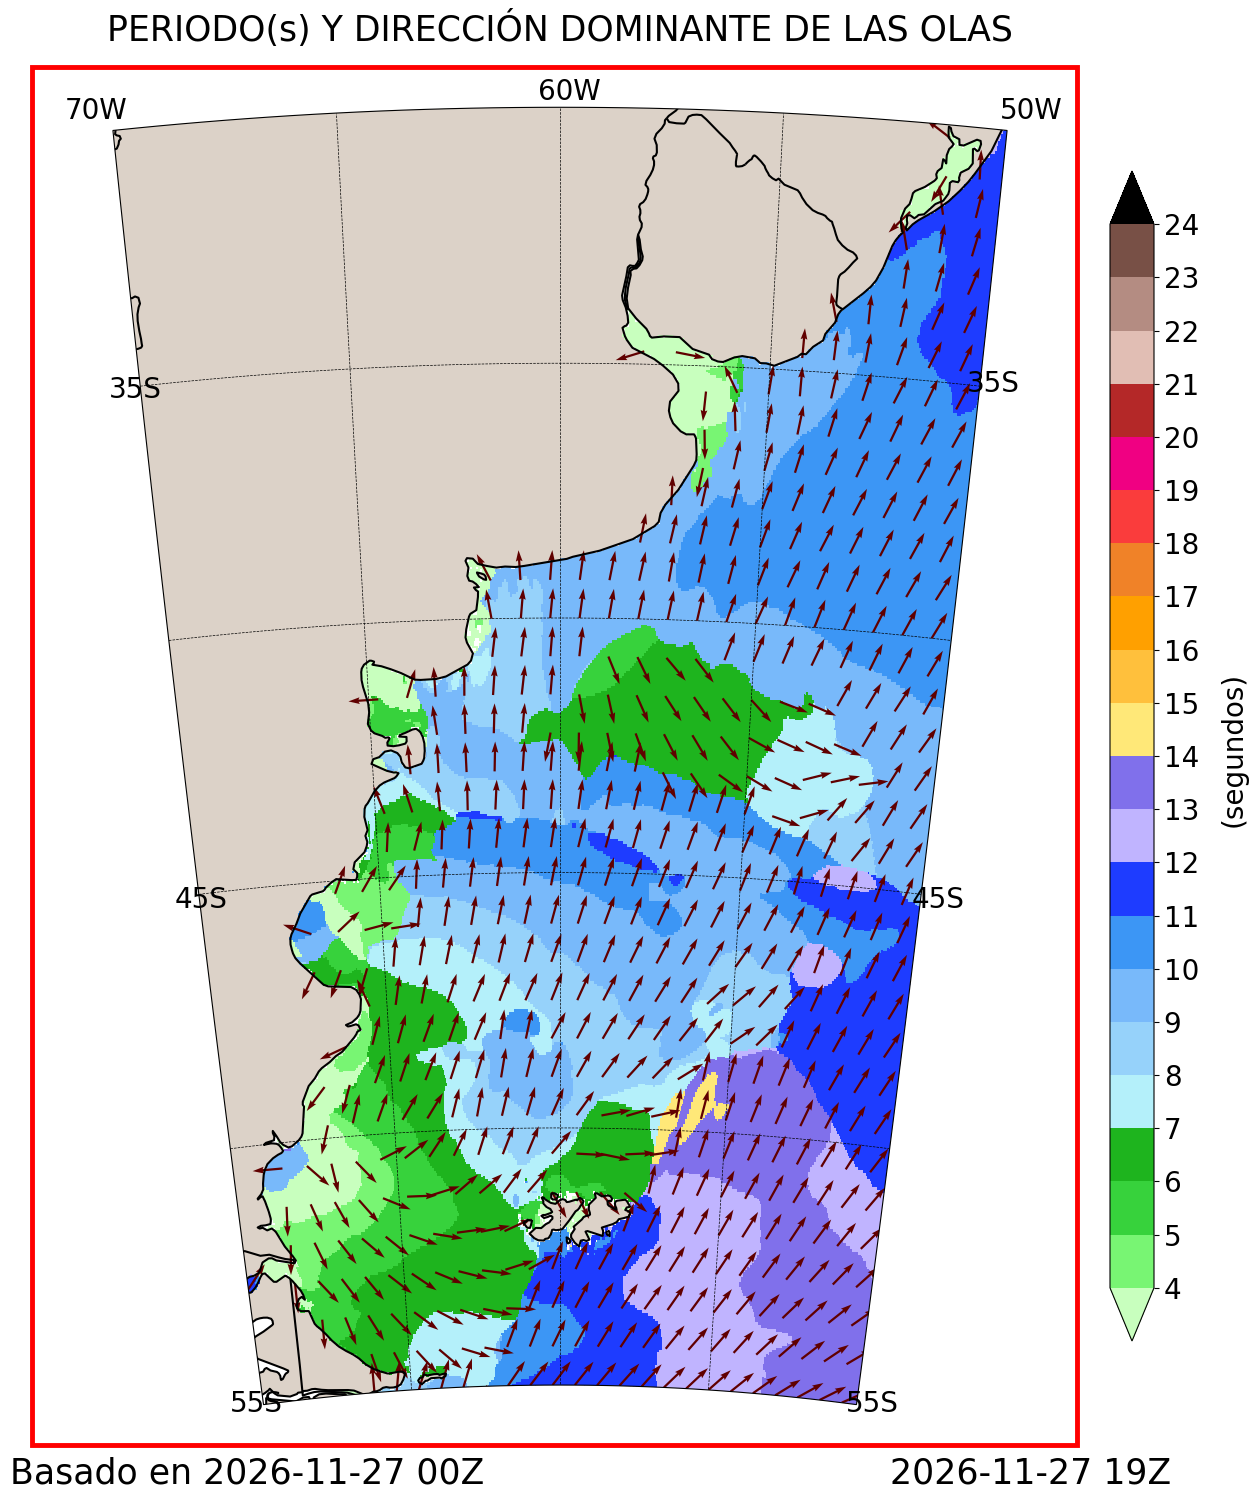 PERIODO(s) Y DIRECCIÓN DOMINANTE DE LAS OLAS
70W
60W
50W
35S
35S
45S
45S
55S
55S
24
23
22
21
20
19
18
17
16
15
14
13
12
11
10
9
8
7
6
5
4
(segundos)
Basado en 2026-11-27 00Z
2026-11-27 19Z